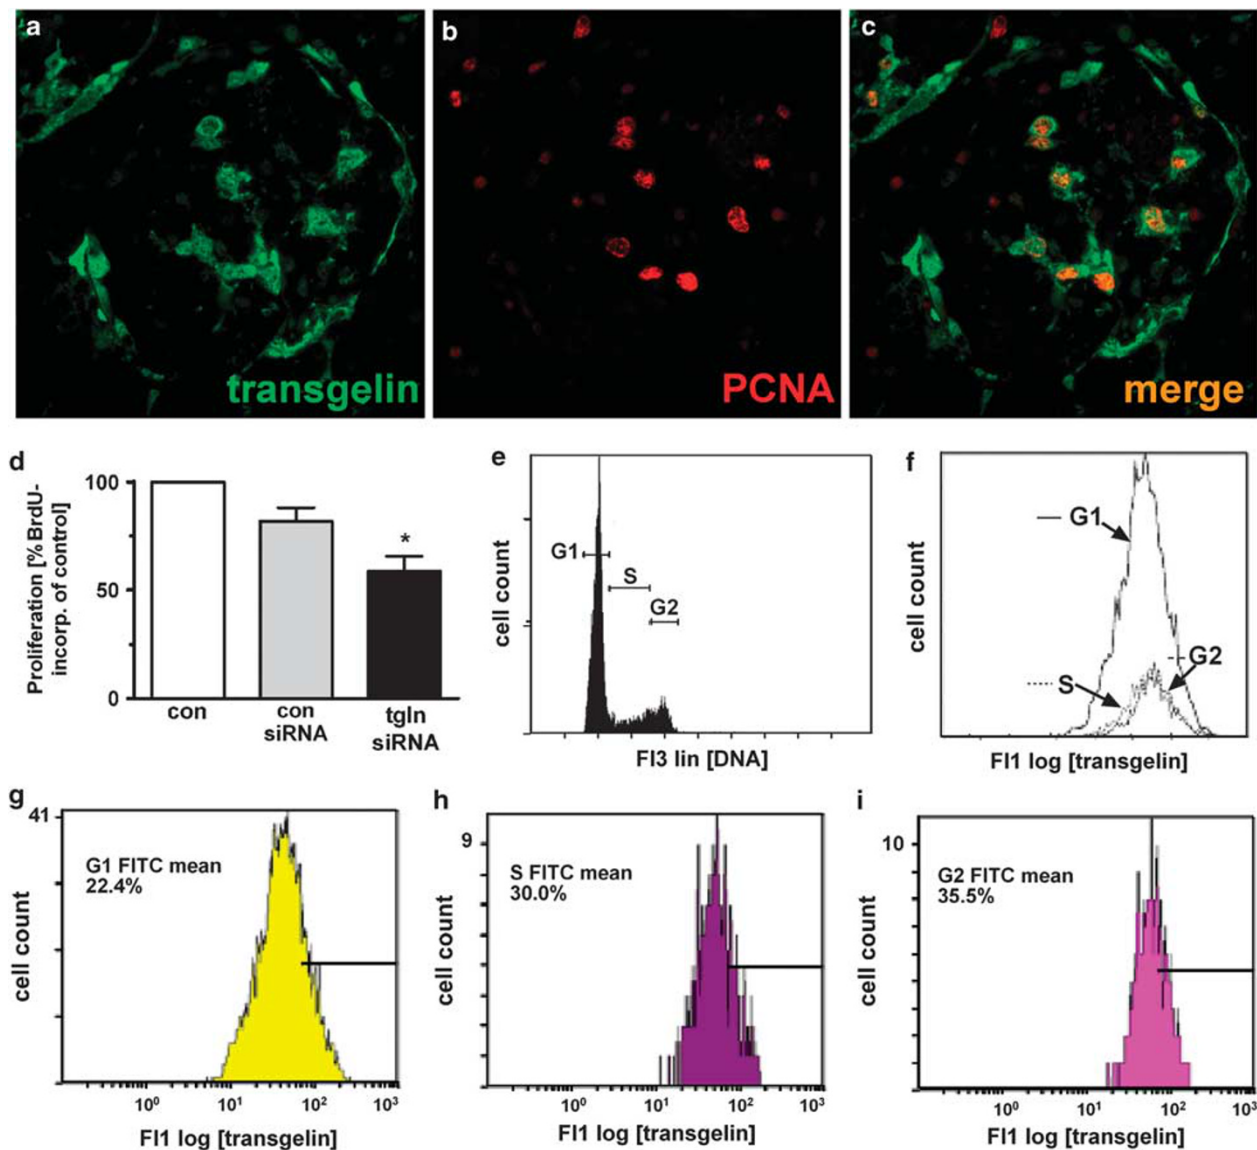 a
b
c
transgelin
PCNA
merge
d
Proliferation [% BrdU-
incorp. of control]
100
50
0
con
con
siRNA
tgln
siRNA
*
e
cell count
G1
S
G2
Fl3 lin [DNA]
f
cell count
G1
G2
S
Fl1 log [transgelin]
g
41
G1 FITC mean
22.4%
cell count
10⁰ 10¹ 10² 10³
Fl1 log [transgelin]
h
9
S FITC mean
30.0%
cell count
10⁰ 10¹ 10² 10³
Fl1 log [transgelin]
i
10
G2 FITC mean
35.5%
cell count
10⁰ 10¹ 10² 10³
Fl1 log [transgelin]